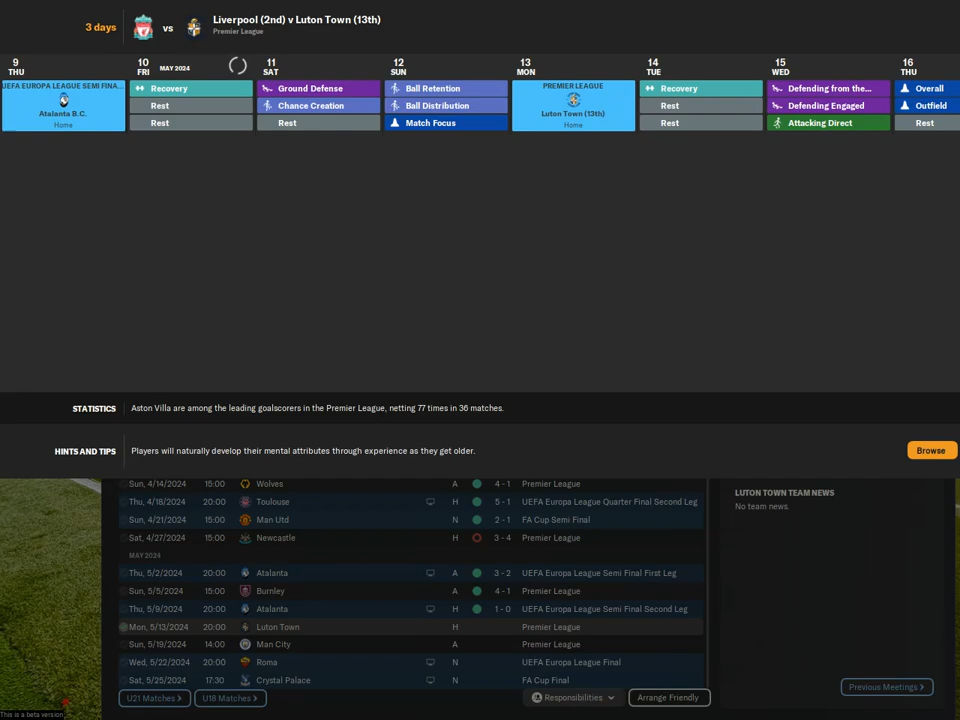 3 days
vs
Liverpool (2nd) v Luton Town (13th)
Premier League
9
THU
10
FRI
MAY 2024
11
SAT
12
SUN
13
MON
14
TUE
15
WED
16
THU
UEFA EUROPA LEAGUE SEMI FINA...
Atalanta B.C.
Home
Recovery
Rest
Rest
Ground Defense
Chance Creation
Rest
Ball Retention
Ball Distribution
Match Focus
PREMIER LEAGUE
Luton Town (13th)
Home
Recovery
Rest
Rest
Defending from the...
Defending Engaged
Attacking Direct
Overall
Outfield
Rest
STATISTICS
Aston Villa are among the leading goalscorers in the Premier League, netting 77 times in 36 matches.
HINTS AND TIPS
Players will naturally develop their mental attributes through experience as they get older.
Browse
Sun, 4/14/2024 15:00 Wolves A 4 - 1 Premier League
Thu, 4/18/2024 20:00 Toulouse H 5 - 1 UEFA Europa League Quarter Final Second Leg
Sun, 4/21/2024 15:00 Man Utd N 2 - 1 FA Cup Semi Final
Sat, 4/27/2024 15:00 Newcastle H 3 - 4 Premier League
MAY 2024
Thu, 5/2/2024 20:00 Atalanta A 3 - 2 UEFA Europa League Semi Final First Leg
Sun, 5/5/2024 15:00 Burnley A 4 - 1 Premier League
Thu, 5/9/2024 20:00 Atalanta H 1 - 0 UEFA Europa League Semi Final Second Leg
Mon, 5/13/2024 20:00 Luton Town H Premier League
Sun, 5/19/2024 14:00 Man City A Premier League
Wed, 5/22/2024 20:00 Roma N UEFA Europa League Final
Sat, 5/25/2024 17:30 Crystal Palace N FA Cup Final
LUTON TOWN TEAM NEWS
No team news.
U21 Matches >
U18 Matches >
Responsibilities
Arrange Friendly
Previous Meetings >
This is a beta version